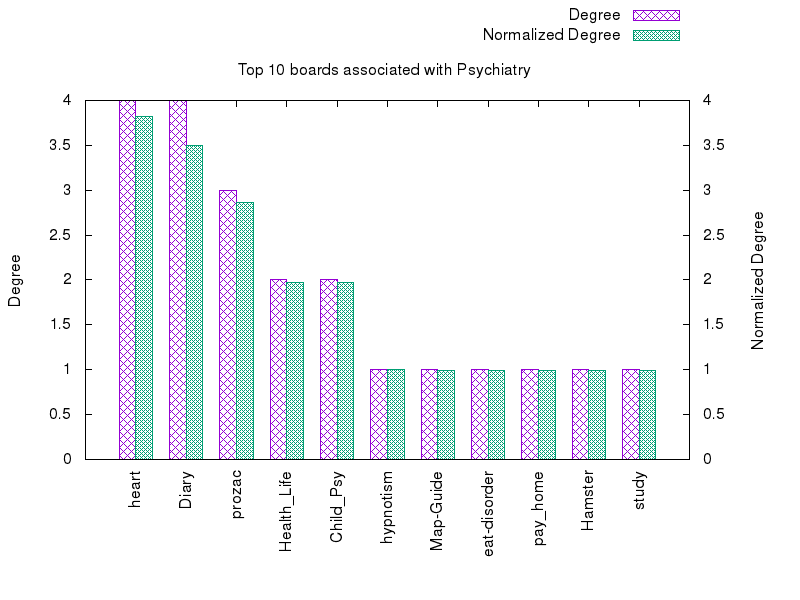 Degree
Normalized Degree
Top 10 boards associated with Psychiatry
4
3.5
3
2.5
2
1.5
1
0.5
0
4
3.5
3
2.5
2
1.5
1
0.5
0
Degree
Normalized Degree
heart
Diary
prozac
Health_Life
Child_Psy
hypnotism
Map-Guide
eat-disorder
pay_home
Hamster
study